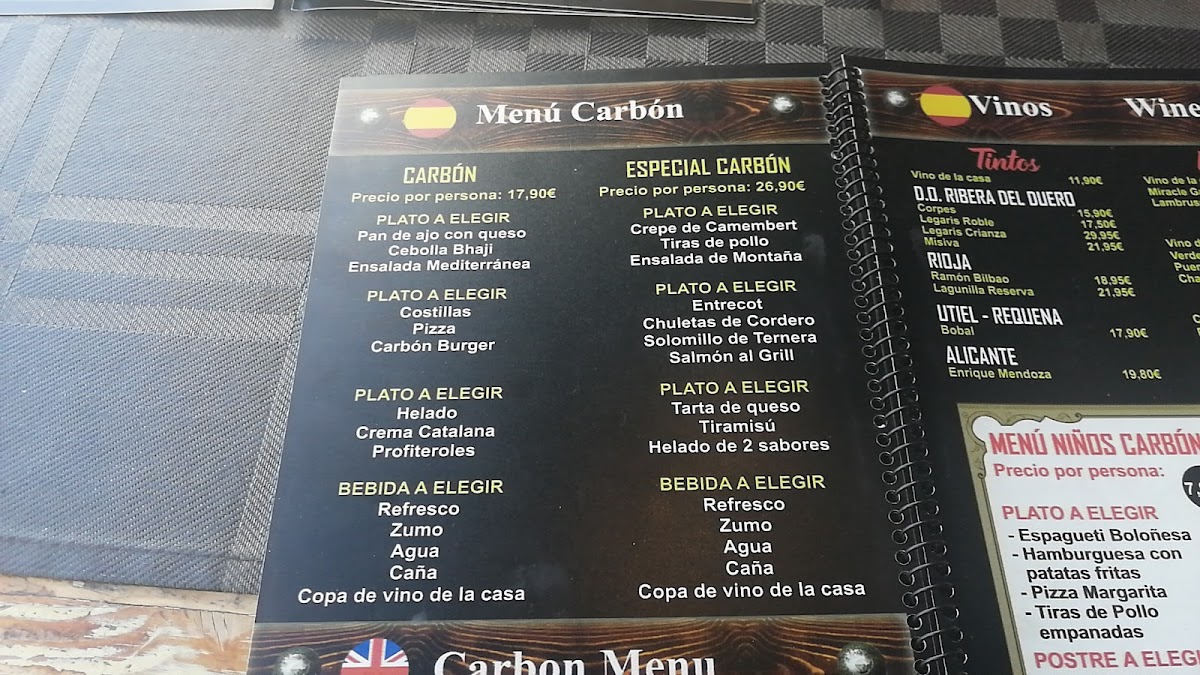 Menú Carbón
CARBÓN
Precio por persona: 17,90€
PLATO A ELEGIR
Pan de ajo con queso
Cebolla Bhaji
Ensalada Mediterránea
PLATO A ELEGIR
Costillas
Pizza
Carbón Burger
PLATO A ELEGIR
Helado
Crema Catalana
Profiteroles
BEBIDA A ELEGIR
Refresco
Zumo
Agua
Caña
Copa de vino de la casa
ESPECIAL CARBÓN
Precio por persona: 26,90€
PLATO A ELEGIR
Crepe de Camembert
Tiras de pollo
Ensalada de Montaña
PLATO A ELEGIR
Entrecot
Chuletas de Cordero
Solomillo de Ternera
Salmón al Grill
PLATO A ELEGIR
Tarta de queso
Tiramisú
Helado de 2 sabores
BEBIDA A ELEGIR
Refresco
Zumo
Agua
Caña
Copa de vino de la casa
Carbon Menu
Vinos Wine
Tintos
Vino de la casa 11,90€
D.O. RIBERA DEL DUERO
Corpes 15,90€
Legaris Roble 17,50€
Legaris Crianza 29,95€
Misiva 21,95€
RIOJA
Ramón Bilbao 18,95€
Lagunilla Reserva 21,95€
UTIEL - REQUENA
Bobal 17,90€
ALICANTE
Enrique Mendoza 19,80€
Vino de la
Miracle
Vino
MENÚ NIÑOS CARBÓN
Precio por persona:
PLATO A ELEGIR
- Espagueti Boloñesa
- Hamburguesa con
patatas fritas
- Pizza Margarita
- Tiras de Pollo
empanadas
POSTRE A ELEGI